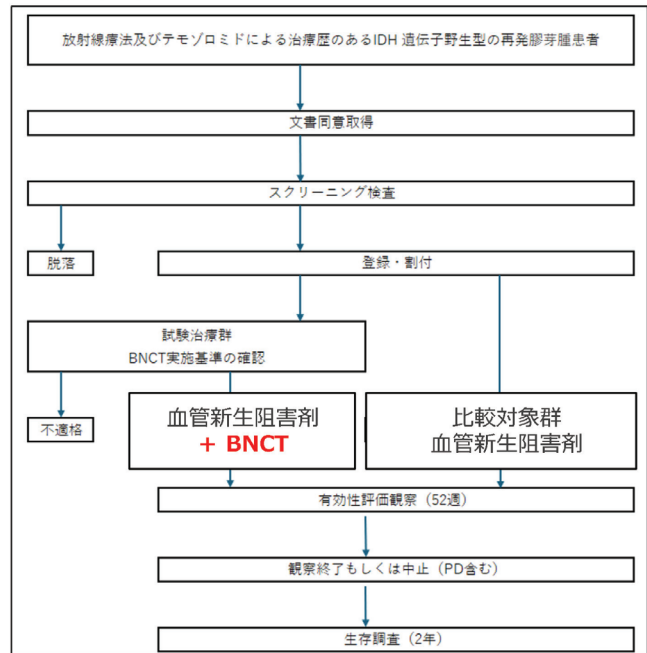 放射線療法及びテモゾロミドによる治療歴のあるIDH 遺伝子野生型の再発膠芽腫患者
文書同意取得
スクリーニング検査
脱落
登録・割付
試験治療群
BNCT実施基準の確認
不適格
血管新生阻害剤
+ BNCT
比較対象群
血管新生阻害剤
有効性評価観察（52週）
観察終了もしくは中止（PD含む）
生存調査（2年）